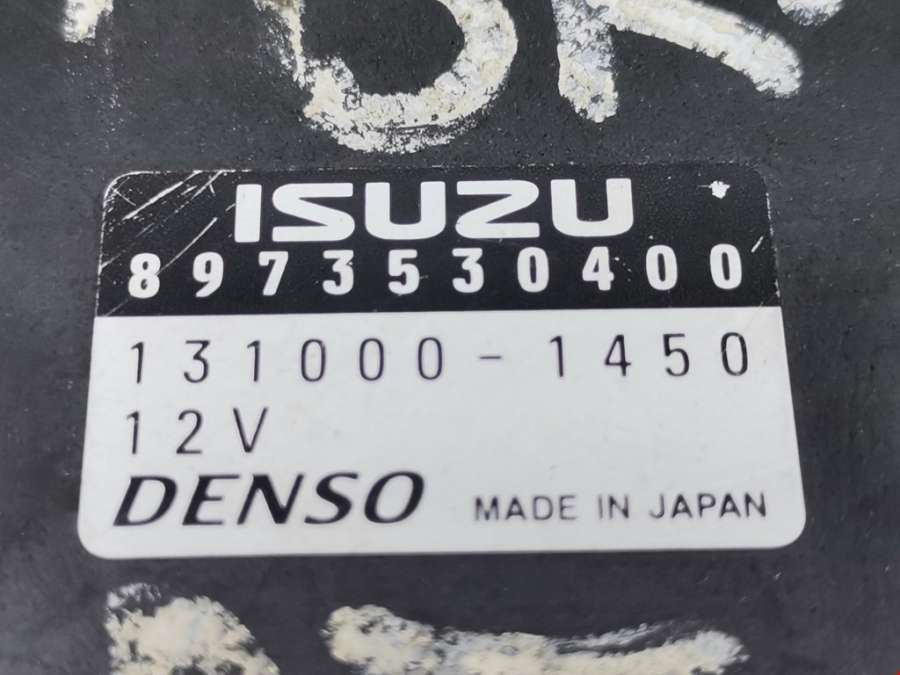 ISUZU
8973530400
131000-1450
12V
DENSO MADE IN JAPAN